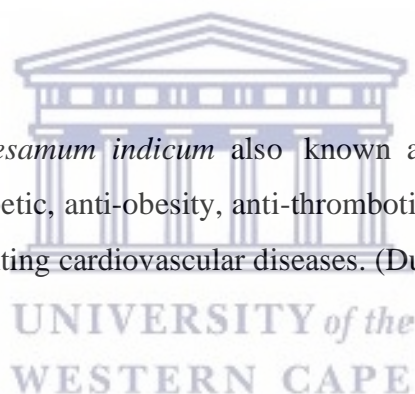 esamum indicum also known a
etic, anti-obesity, anti-thromboti
ting cardiovascular diseases. (Du
UNIVERSITY of the
WESTERN CAPE